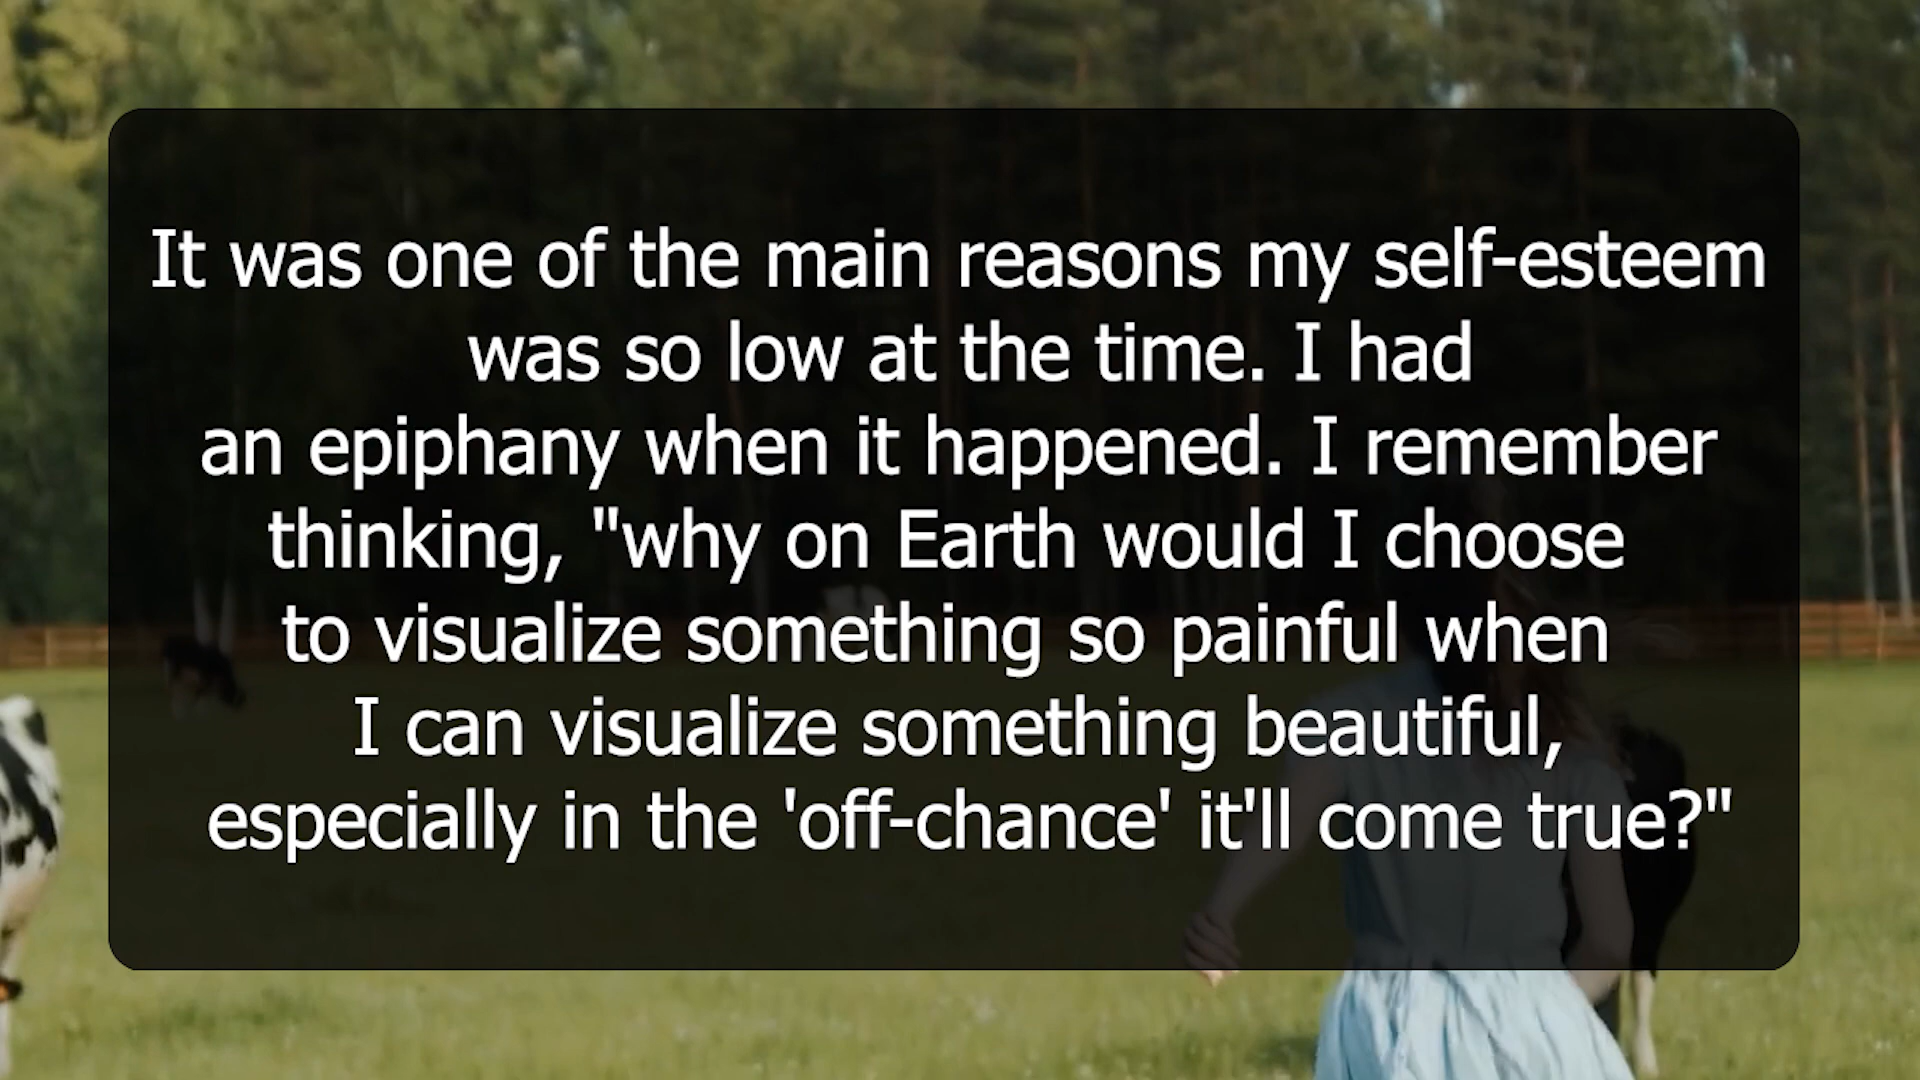 It was one of the main reasons my self-esteem
was so low at the time. I had
an epiphany when it happened. I remember
thinking, "why on Earth would I choose
to visualize something so painful when
I can visualize something beautiful,
especially in the 'off-chance' it'll come true?"